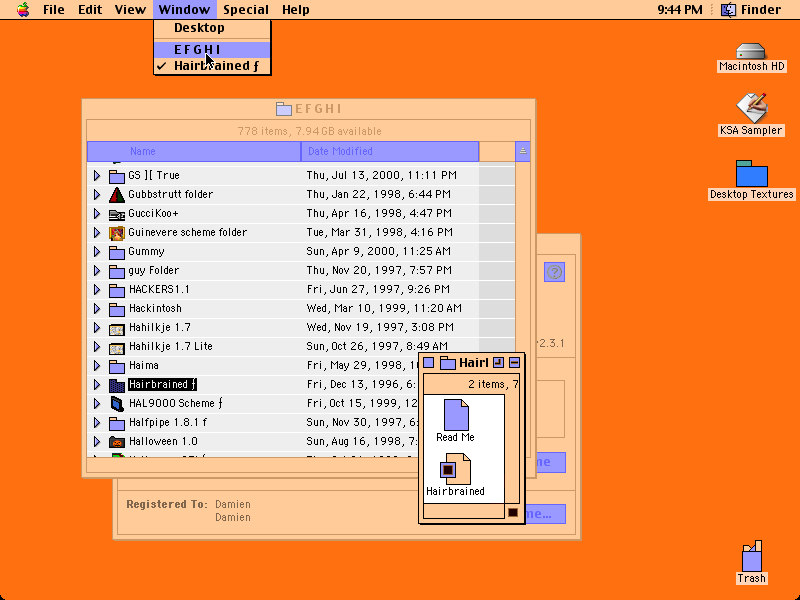 File Edit View Window Special Help 9:44 PM Finder
Desktop
E F G H I
Hairbrained ƒ
Macintosh HD
KSA Sampler
Desktop Textures
E F G H I
778 items, 7.94 GB available
Name Date Modified
GS ][ True Thu, Jul 13, 2000, 11:11 PM
Gubbstrutt folder Thu, Jan 22, 1998, 6:44 PM
GucciKoo+ Thu, Apr 16, 1998, 4:47 PM
Guinevere scheme folder Tue, Mar 31, 1998, 4:16 PM
Gummy Sun, Apr 9, 2000, 11:25 AM
guy Folder Thu, Nov 20, 1997, 7:57 PM
HACKERS1.1 Fri, Jun 27, 1997, 9:26 PM
Hackintosh Wed, Mar 10, 1999, 11:20 AM
Hahilkje 1.7 Wed, Nov 19, 1997, 3:08 PM
Hahilkje 1.7 Lite Sun, Oct 26, 1997, 8:49 AM
Haima Fri, May 29, 1998, 1
Hairbrained ƒ Fri, Dec 13, 1996, 6:
HAL9000 Scheme ƒ Fri, Oct 15, 1999, 12
Halfpipe 1.8.1 f Sun, Nov 30, 1997, 6:
Halloween 1.0 Sun, Aug 16, 1998, 7:
v2.3.1
me
me...
Registered To: Damien
Damien
Hairl
2 items, 7
Read Me
Hairbrained
Trash